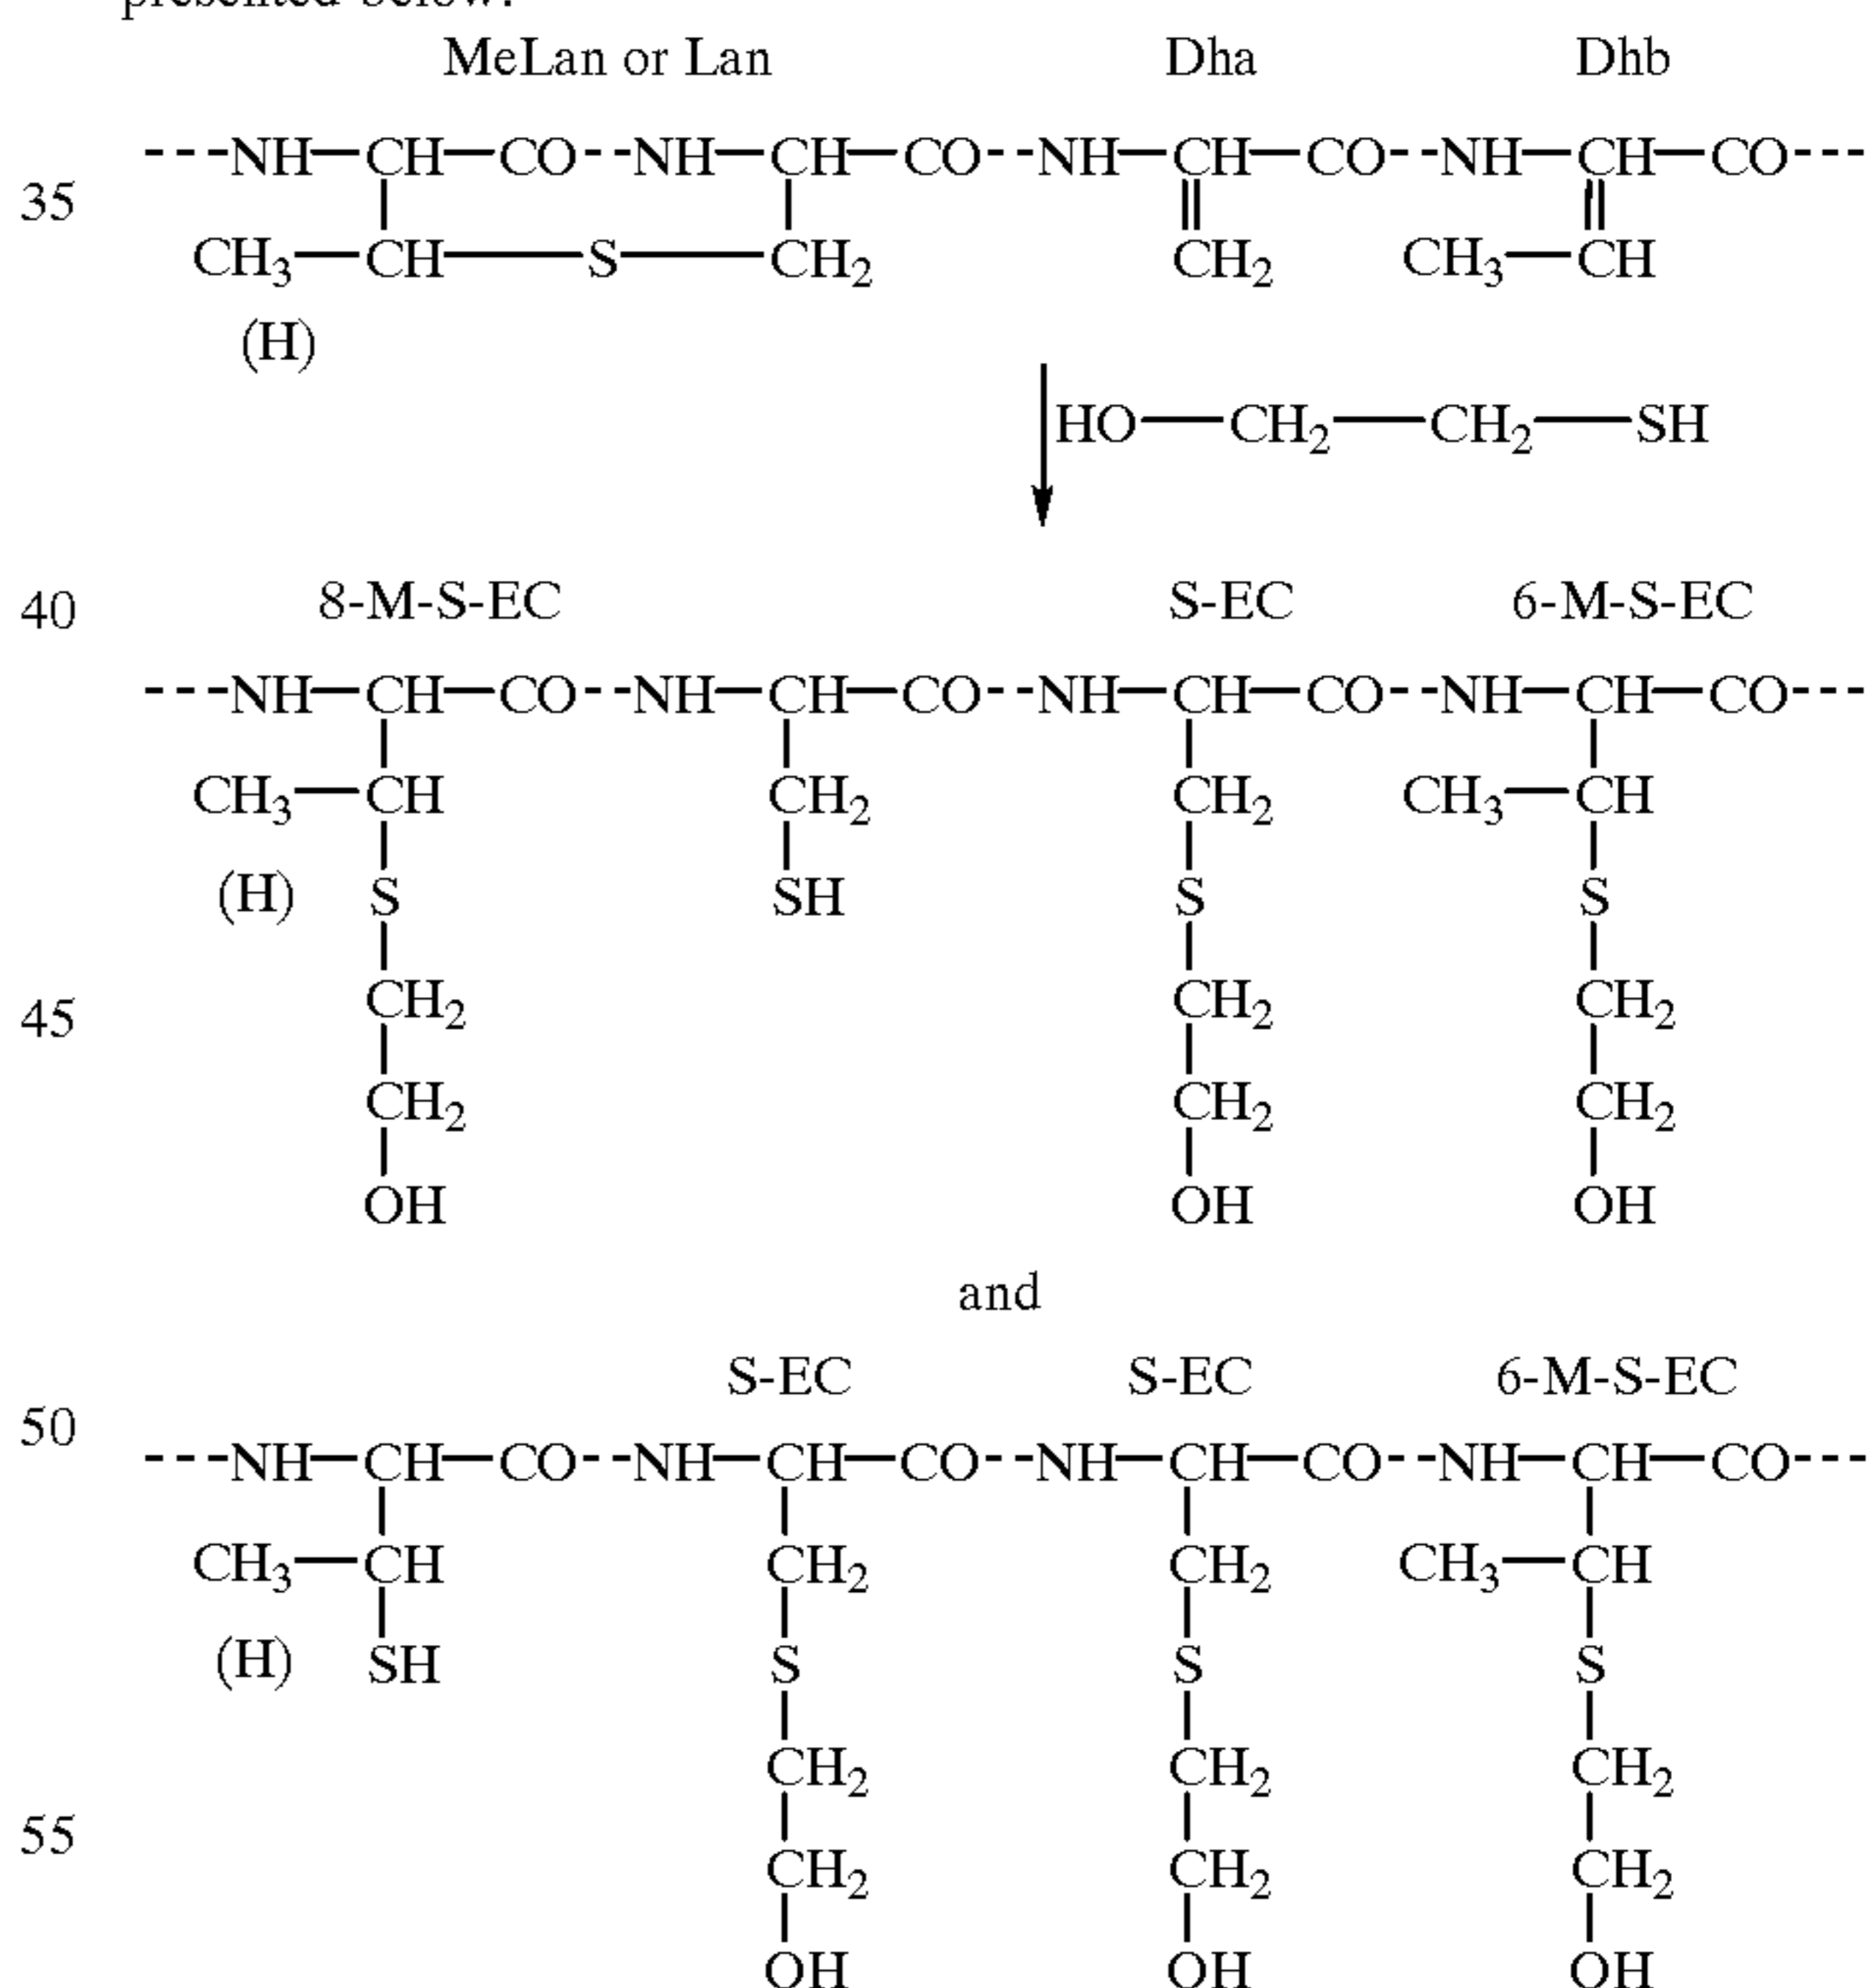 presented below.
MeLan or Lan Dha Dhb
---NH—CH—CO--NH—CH—CO--NH—CH—CO--NH—CH—CO---
35
CH3—CH—S—CH2 CH2 CH3—CH
(H)
HO—CH2—CH2—SH
40 8-M-S-EC S-EC 6-M-S-EC
---NH—CH—CO--NH—CH—CO--NH—CH—CO--NH—CH—CO---
CH3—CH CH2 CH2 CH3—CH
(H) S SH S S
45 CH2 CH2 CH2
CH2 CH2 CH2
OH OH OH
and
S-EC S-EC 6-M-S-EC
50
---NH—CH—CO--NH—CH—CO--NH—CH—CO--NH—CH—CO---
CH3—CH CH2 CH2 CH3—CH
(H) SH S S S
CH2 CH2 CH2
55
CH2 CH2 CH2
OH OH OH